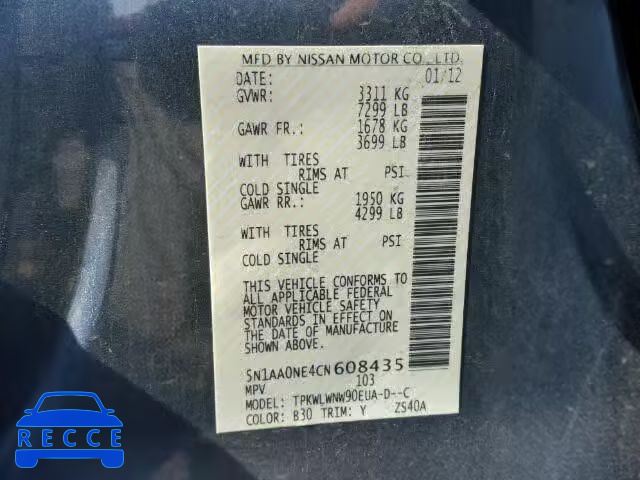 MFD BY NISSAN MOTOR CO., LTD.
DATE: 01/12
GVWR: 3311 KG
7299 LB
GAWR FR.: 1678 KG
3699 LB
WITH TIRES
RIMS AT PSI
COLD SINGLE
GAWR RR.: 1950 KG
4299 LB
WITH TIRES
RIMS AT PSI
COLD SINGLE
THIS VEHICLE CONFORMS TO
ALL APPLICABLE FEDERAL
MOTOR VEHICLE SAFETY
STANDARDS IN EFFECT ON
THE DATE OF MANUFACTURE
SHOWN ABOVE.
5N1AA0NE4CN608435
MPV 103
MODEL: TPKWLWNW90EUA-D--C
COLOR: B30 TRIM: Y ZS40A
BIDFAX